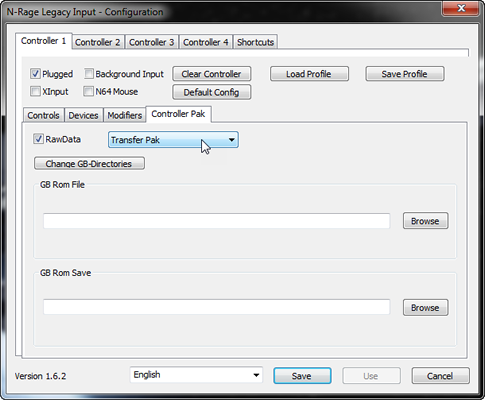 N-Rage Legacy Input - Configuration
Controller 1 Controller 2 Controller 3 Controller 4 Shortcuts
Plugged Background Input Clear Controller Load Profile Save Profile
XInput N64 Mouse Default Config
Controls Devices Modifiers Controller Pak
RawData Transfer Pak
Change GB-Directories
GB Rom File
Browse
GB Rom Save
Browse
Version 1.6.2 English Save Use Cancel